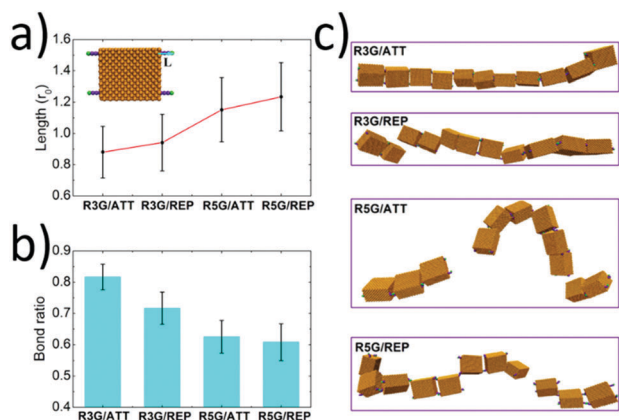 a)
L
Length (r₀)
1.6
1.4
1.2
1.0
0.8
0.6
R3G/ATT R3G/REP R5G/ATT R5G/REP
b)
Bond ratio
0.9
0.8
0.7
0.6
0.5
0.4
R3G/ATT R3G/REP R5G/ATT R5G/REP
c)
R3G/ATT
R3G/REP
R5G/ATT
R5G/REP